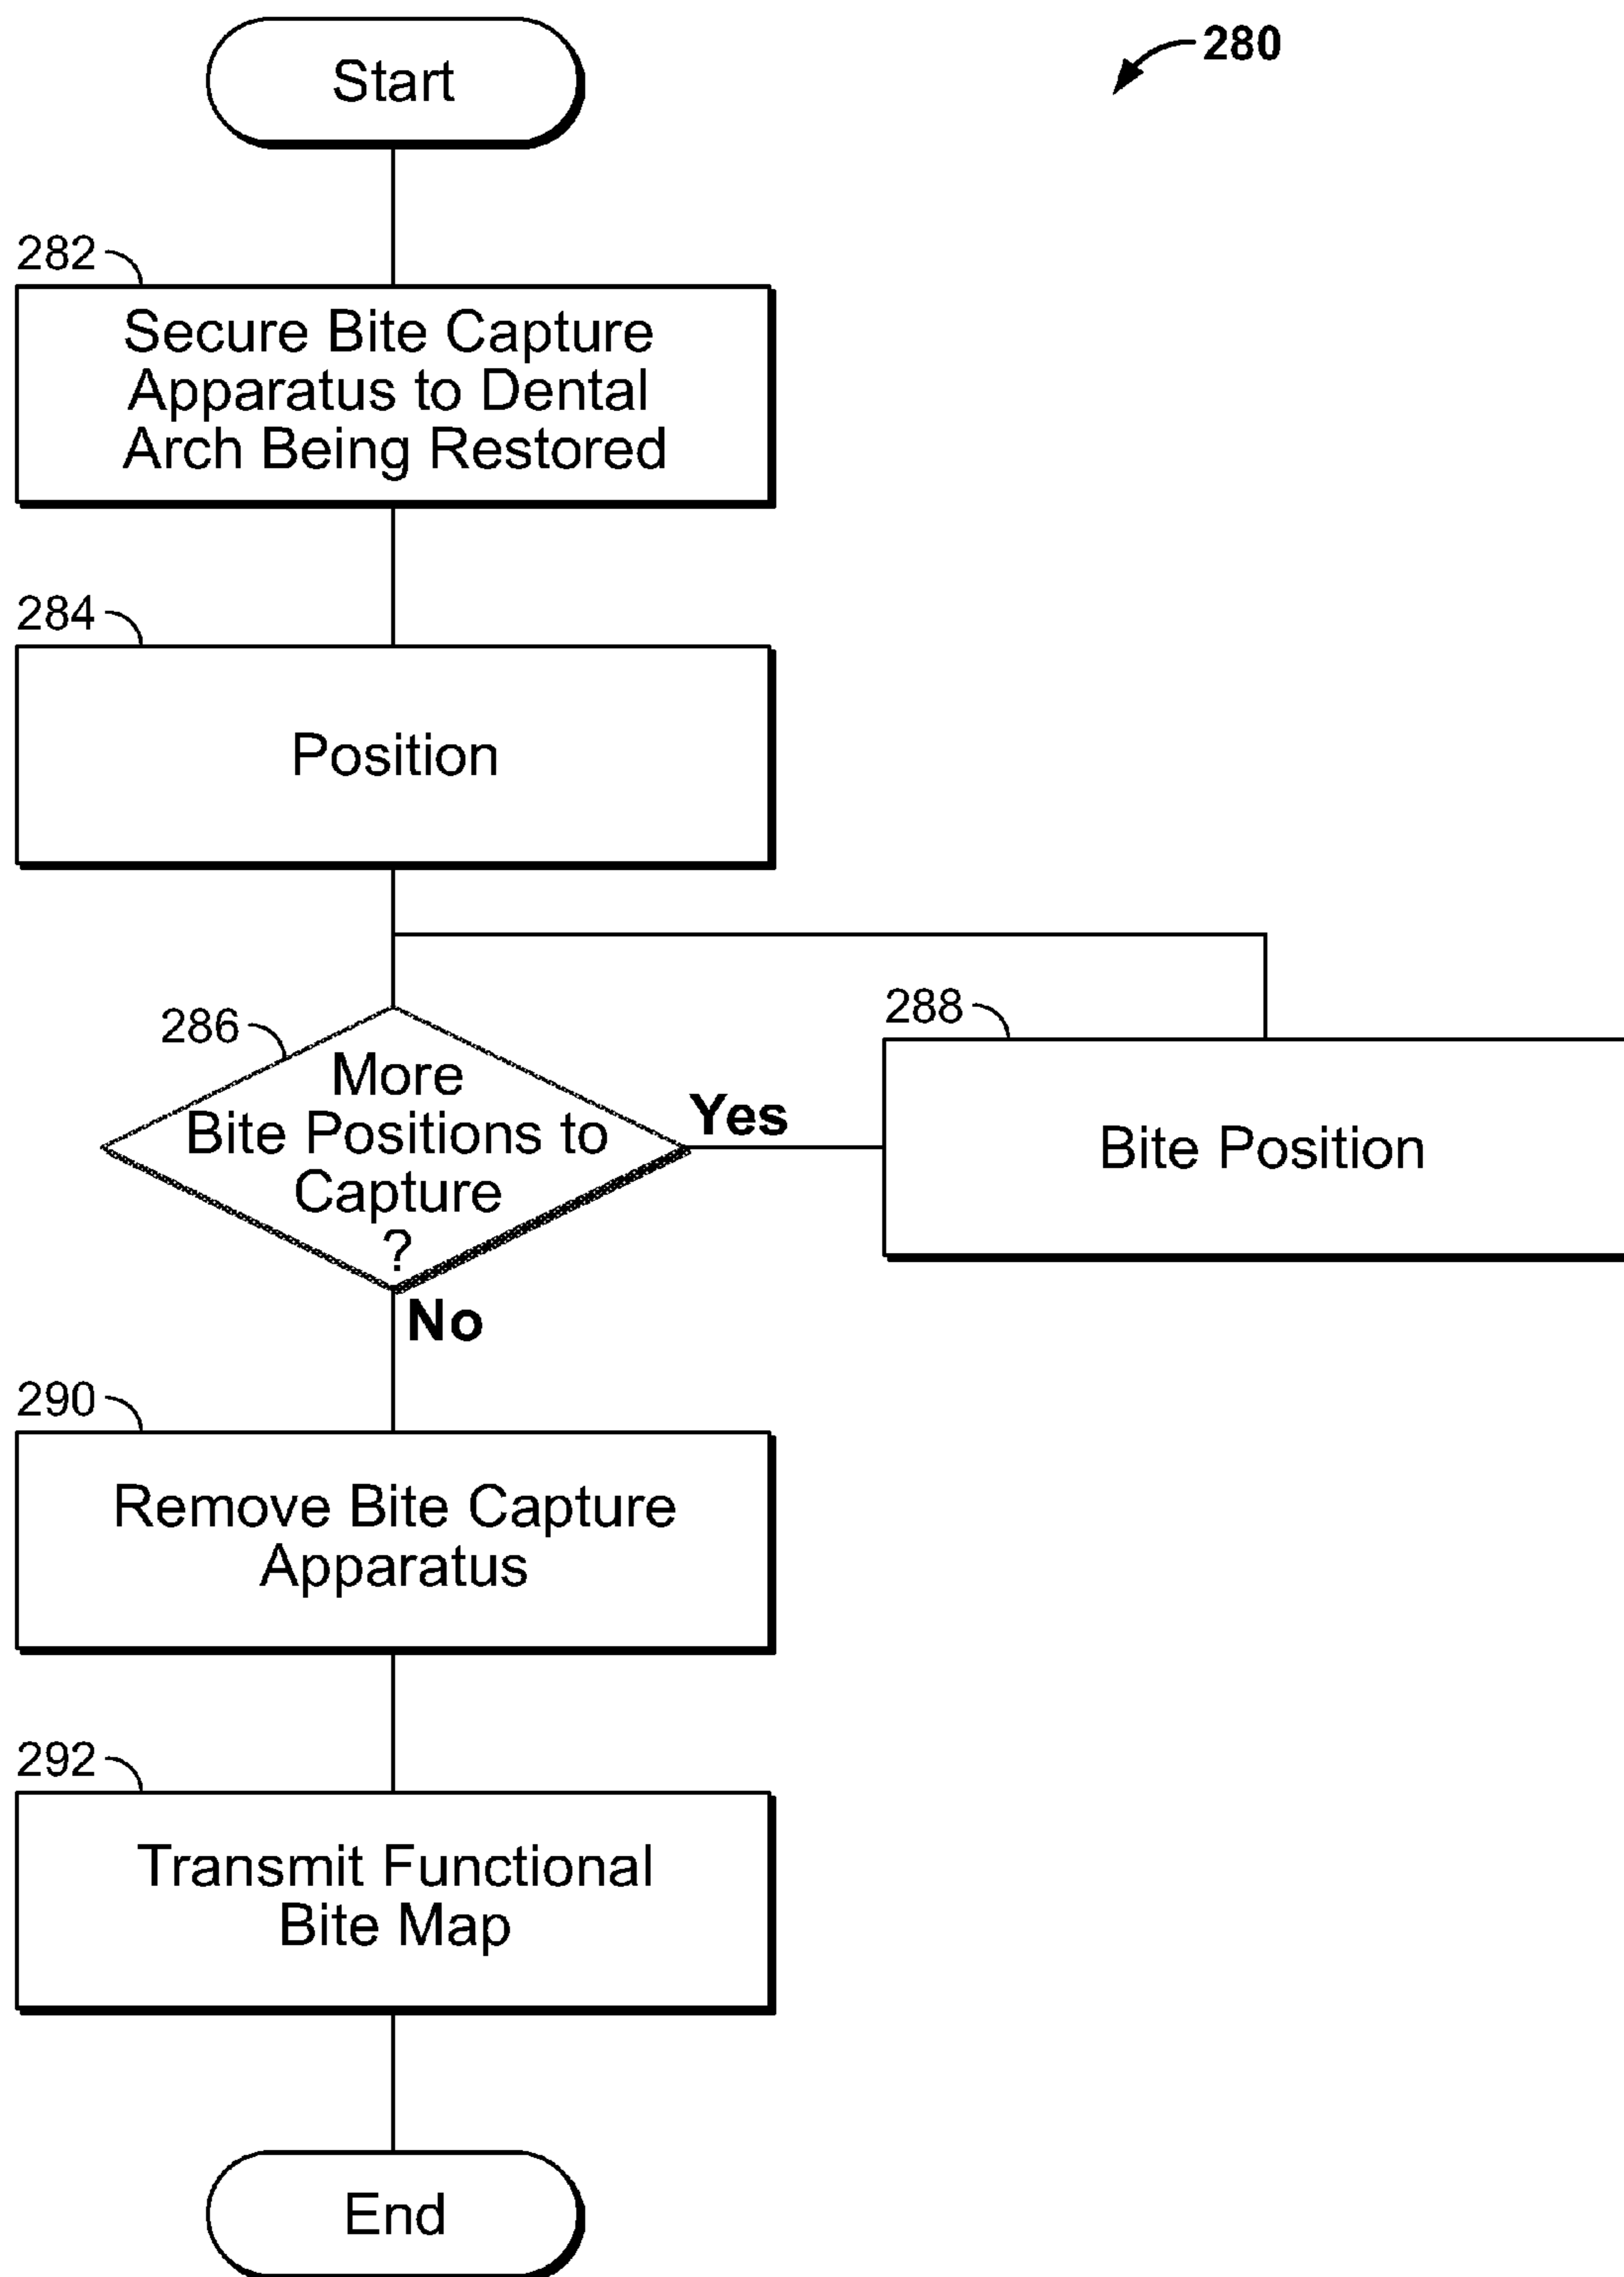 Start
280
282
Secure Bite Capture
Apparatus to Dental
Arch Being Restored
284
Position
286
More
Bite Positions to
Capture
?
Yes
288
Bite Position
No
290
Remove Bite Capture
Apparatus
292
Transmit Functional
Bite Map
End